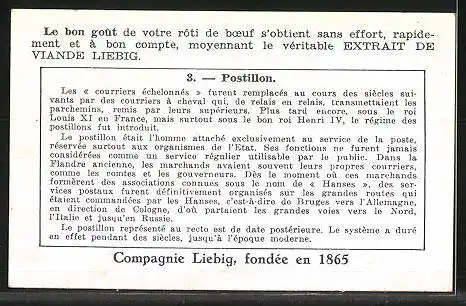 Le bon goût de votre rôti de bœuf s'obtient sans effort, rapide-
ment et à bon compte, moyennant le véritable EXTRAIT DE
VIANDE LIEBIG.
3. — Postillon.
Les « courriers échelonnés » furent remplacés au cours des siècles sui-
vants par des courriers à cheval qui, de relais en relais, transmettaient les
parchemins, remis par leurs supérieurs. Plus tard encore, sous le roi
Louis XI en France, mais surtout sous le bon roi Henri IV, le régime des
postillons fut introduit.
Le postillon était l'homme attaché exclusivement au service de la poste,
réservée surtout aux organismes de l'Etat. Ses fonctions ne furent jamais
considérées comme un service régulier utilisable par le public. Dans la
Flandre ancienne, les marchands avaient souvent leurs propres courriers,
comme les comtes et les gouverneurs. Dès le moment où ces marchands
formèrent des associations connues sous le nom de « Hanses », des ser-
vices postaux furent définitivement organisés sur les grandes routes qui
étaient commandées par les Hanses, c'est-à-dire de Bruges vers l'Allemagne,
en direction de Cologne, d'où partaient les grandes voies vers le Nord,
l'Italie et jusqu'en Russie.
Le postillon représenté au recto est de date postérieure. Le système a duré
en effet pendant des siècles, jusqu'à l'époque moderne.
Compagnie Liebig, fondée en 1865